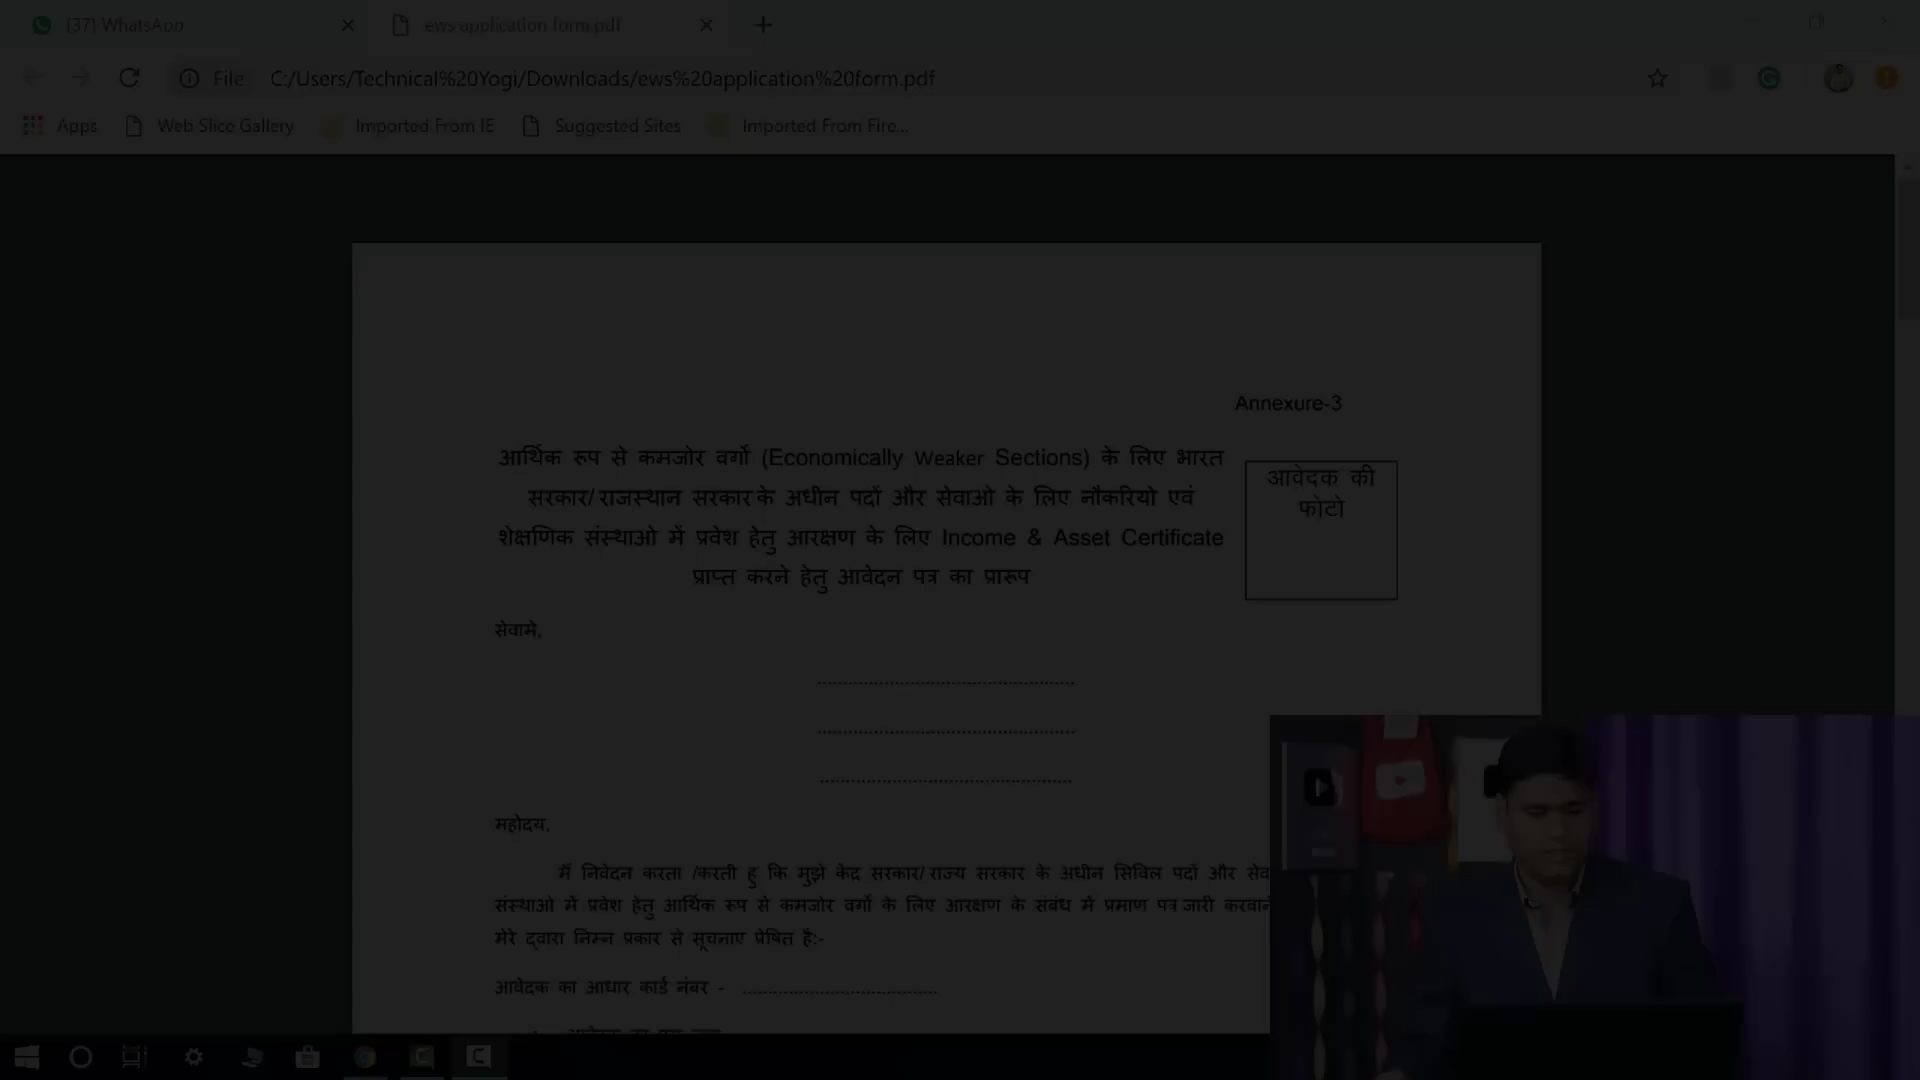 (37) WhatsApp
ews application form.pdf
File
C:/Users/Technical%20Yogi/Downloads/ews%20application%20form.pdf
Apps
Web Slice Gallery
Imported From IE
Suggested Sites
Imported From Fire...
Annexure-3
आर्थिक रूप से कमजोर वर्गो (Economically Weaker Sections) के लिए भारत
सरकार/राजस्थान सरकार के अधीन पदों और सेवाओ के लिए नौकरियो एवं
शेक्षणिक संस्थाओ में प्रवेश हेतु आरक्षण के लिए Income & Asset Certificate
प्राप्त करने हेतु आवेदन पत्र का प्रारूप
आवेदक की
फोटो
सेवामे,
महोदय,
मैं निवेदन करता /करती हु कि मुझे केंद्र सरकार/राज्य सरकार के अधीन सिविल पदों और सेव
संस्थाओ में प्रवेश हेतु आर्थिक रूप से कमजोर वर्गो के लिए आरक्षण के संबंध में प्रमाण पत्र जारी करवाने
मेरे द्वारा निम्न प्रकार से सूचनाए प्रेषित है:-
आवेदक का आधार कार्ड नंबर - ........................................